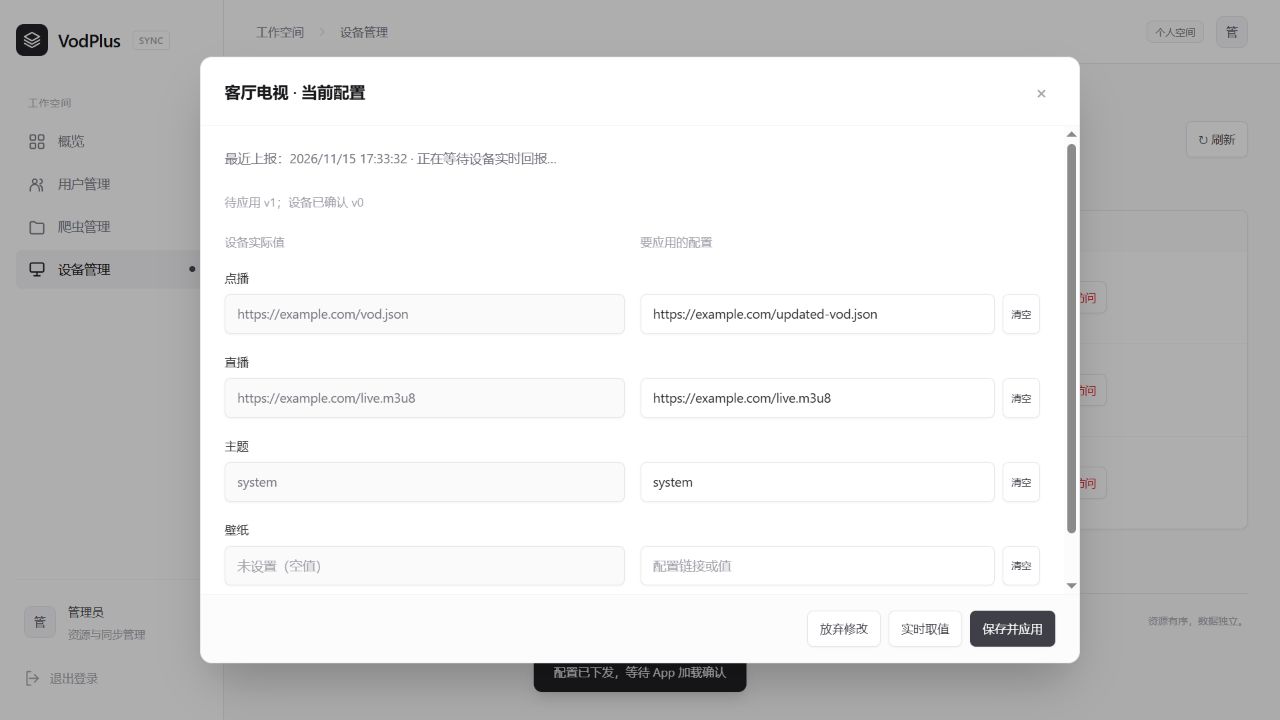 VodPlus SYNC
工作空间 设备管理
个人空间 管
工作空间
概览
用户管理
爬虫管理
设备管理
管 管理员
资源与同步管理
退出登录
刷新
客厅电视 · 当前配置
最近上报：2026/11/15 17:33:32 · 正在等待设备实时回报...
待应用 v1；设备已确认 v0
设备实际值 要应用的配置
点播
https://example.com/vod.json https://example.com/updated-vod.json 清空
直播
https://example.com/live.m3u8 https://example.com/live.m3u8 清空
主题
system system 清空
壁纸
未设置（空值） 配置链接或值 清空
放弃修改 实时取值 保存并应用
访问
访问
访问
资源有序，数据独立。
配置已下发，等待 App 加载确认